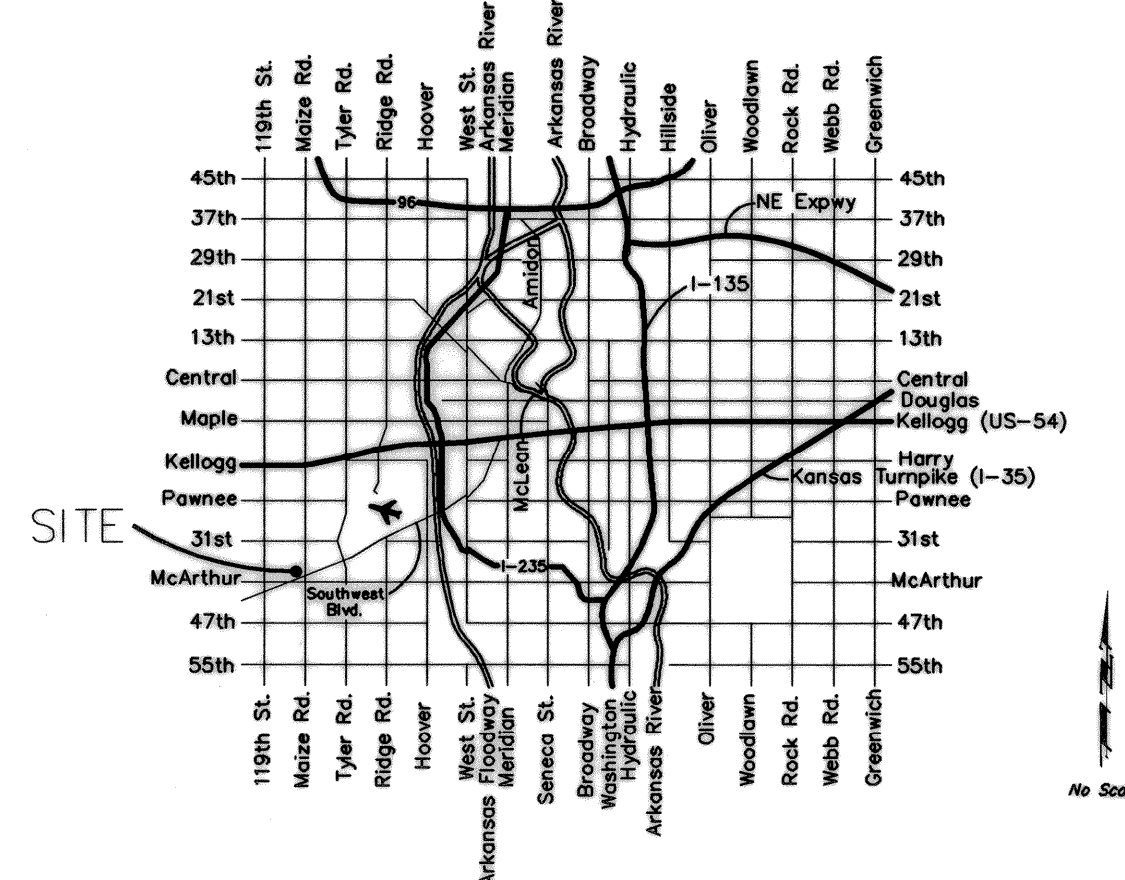 119th St.
Maize Rd.
Tyler Rd.
Ridge Rd.
Hoover
West St.
Arkansas River
Meridian
Arkansas River
Broadway
Hydraulic
Hillside
Oliver
Woodlawn
Rock Rd.
Webb Rd.
Greenwich
45th
37th
29th
21st
13th
Central
Maple
Kellogg
Pawnee
31st
McArthur
47th
55th
SITE
96
Amidon
McLean
I-135
NE Expwy
I-235
Southwest
Blvd.
45th
37th
29th
21st
13th
Central
Douglas
Kellogg (US-54)
Harry
Kansas Turnpike (I-35)
Pawnee
31st
McArthur
47th
55th
119th St.
Maize Rd.
Tyler Rd.
Ridge Rd.
Hoover
West St.
Arkansas Floodway
Meridian
Seneca St.
Broadway
Washington
Hydraulic
Arkansas River
Oliver
Woodlawn
Rock Rd.
Webb Rd.
Greenwich
No Sca